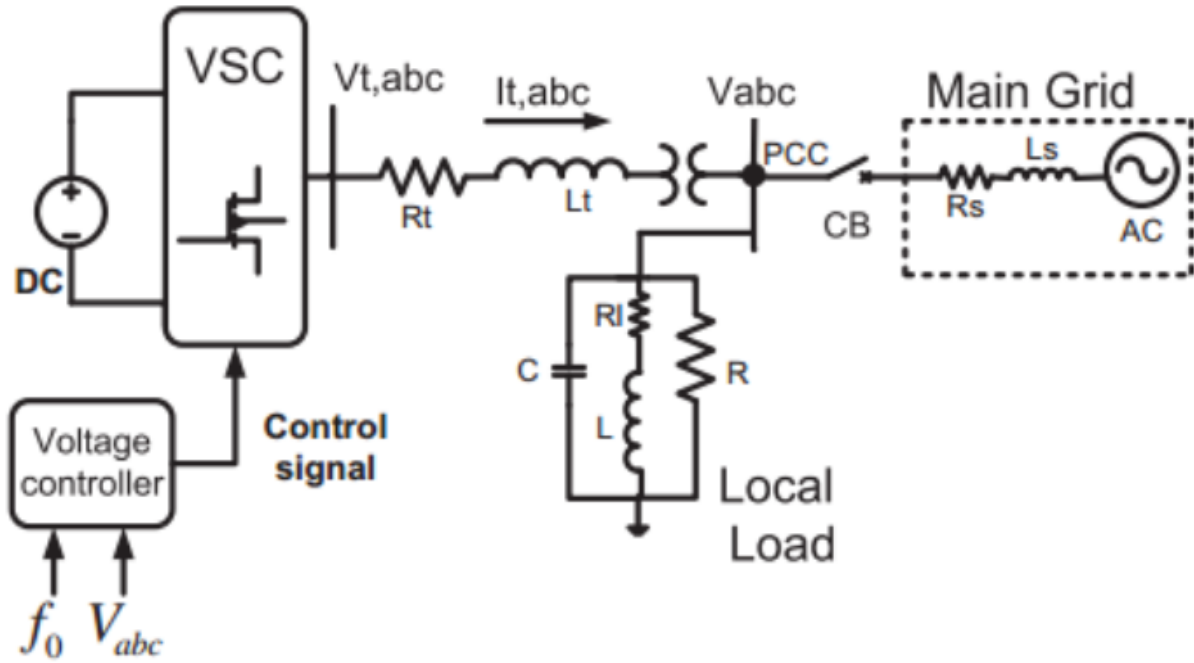 VSC
Vt,abc
It,abc
Vabc
Main Grid
PCC
Ls
Rt
Lt
CB
Rs
AC
+
-
DC
Rl
C
R
L
Voltage
controller
Control
signal
Local
Load
f0 Vabc